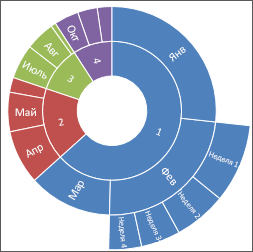 Янв
1
Фев
Неделя 1
Неделя 2
Неделя 3
Неделя 4
Мар
2
Апр
Май
3
Июль
Авг
4
Окт